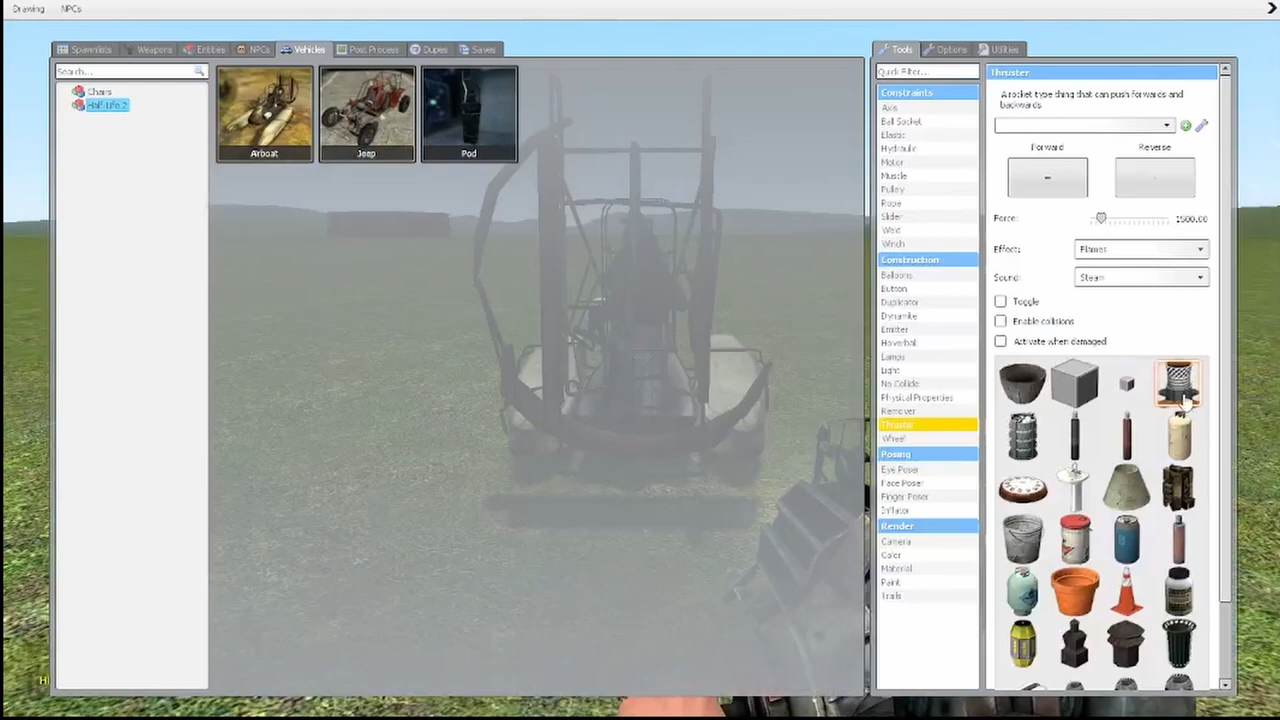 Drawing NPCs
Spawnlists Weapons Entities NPCs Vehicles Post Process Dupes Saves
Search...
Chairs
Half-Life 2
Airboat Jeep Pod
Tools Options Utilities
Quick Filter...
Constraints
Axis
Ball Socket
Elastic
Hydraulic
Motor
Muscle
Pulley
Rope
Slider
Weld
Winch
Construction
Balloons
Button
Duplicator
Dynamite
Emitter
Hoverball
Lamps
Light
No Collide
Physical Properties
Remover
Thruster
Wheel
Posing
Eye Poser
Face Poser
Finger Poser
Inflator
Render
Camera
Color
Material
Paint
Trails
Thruster
A rocket type thing that can push forwards and
backwards
Forward Reverse
Force: 1500.00
Effect: Flames
Sound: Steam
Toggle
Enable collisions
Activate when damaged